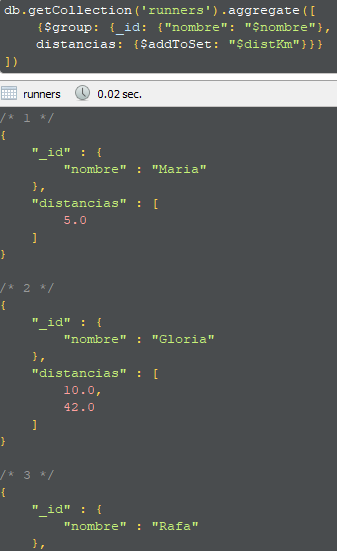 db.getCollection('runners').aggregate([
    {$group: {_id: {"nombre": "$nombre"},
    distancias: {$addToSet: "$distKm"}}}
])
runners 0.02 sec.
/* 1 */
{
    "_id" : {
        "nombre" : "Maria"
    },
    "distancias" : [
        5.0
    ]
}
/* 2 */
{
    "_id" : {
        "nombre" : "Gloria"
    },
    "distancias" : [
        10.0,
        42.0
    ]
}
/* 3 */
{
    "_id" : {
        "nombre" : "Rafa"
    },